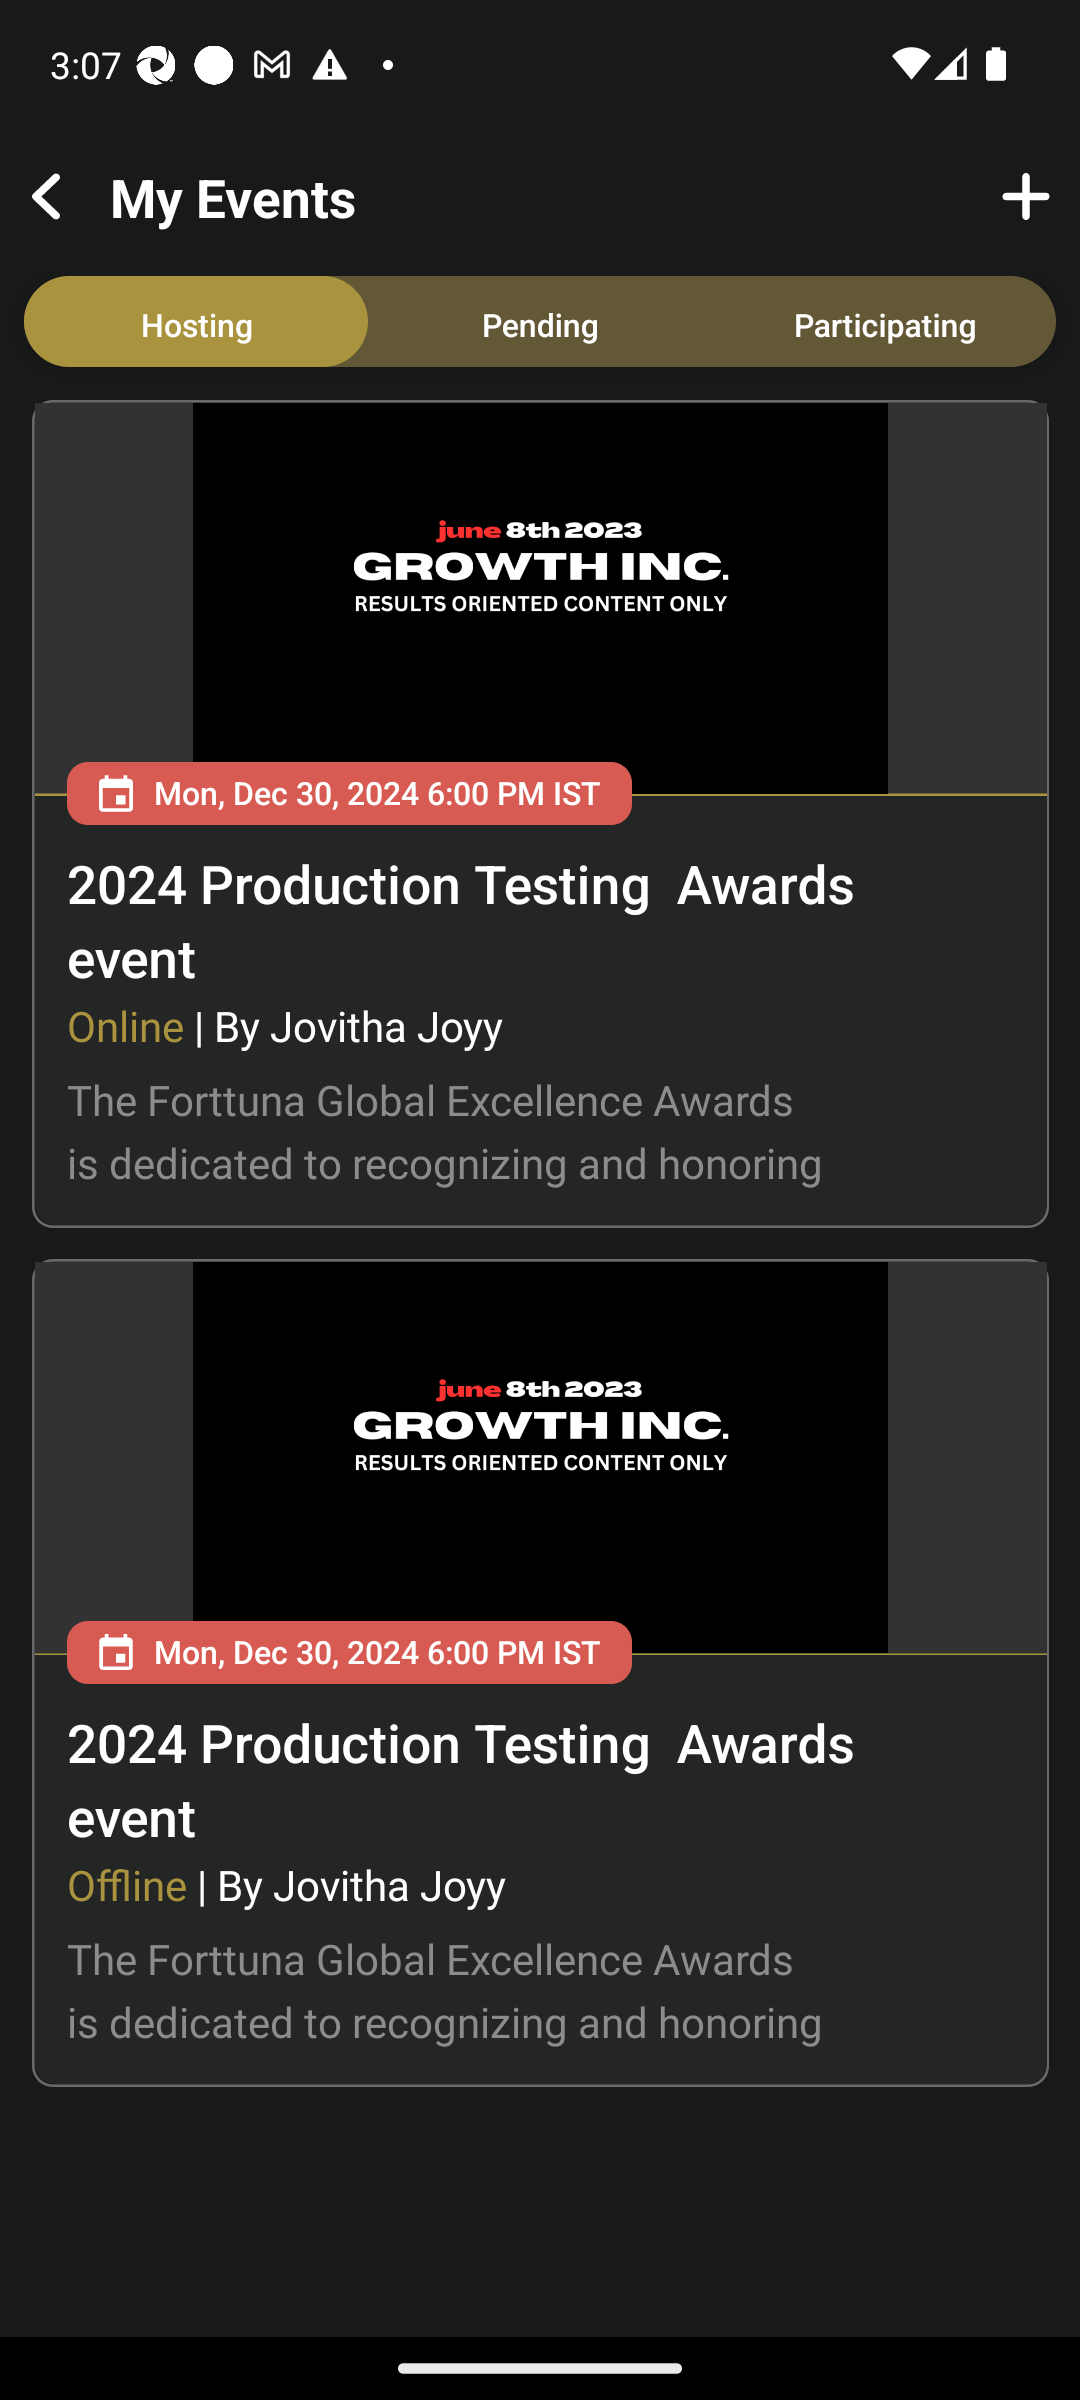 3:07
My Events
Hosting
Pending
Participating
june 8th 2023
GROWTH INC.
RESULTS ORIENTED CONTENT ONLY
Mon, Dec 30, 2024 6:00 PM IST
2024 Production Testing  Awards
event
Online | By Jovitha Joyy
The Forttuna Global Excellence Awards
is dedicated to recognizing and honoring
june 8th 2023
GROWTH INC.
RESULTS ORIENTED CONTENT ONLY
Mon, Dec 30, 2024 6:00 PM IST
2024 Production Testing  Awards
event
Offline | By Jovitha Joyy
The Forttuna Global Excellence Awards
is dedicated to recognizing and honoring